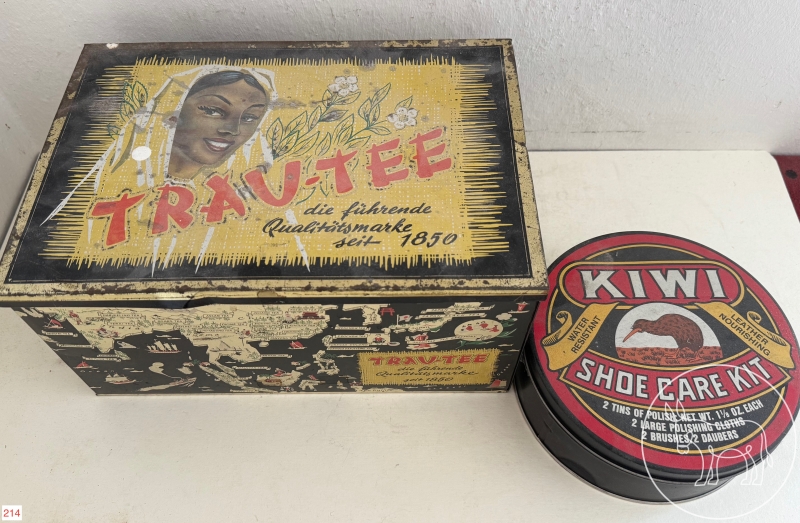 TRAU-TEE
die führende
Qualitätsmarke
seit 1850
TRAU-TEE
die führende
Qualitätsmarke
seit 1850
KIWI
WATER
RESISTANT
LEATHER
NOURISHING
SHOE CARE KIT
2 TINS OF POLISH, NET WT. 1⅛ OZ. EACH
2 LARGE POLISHING CLOTHS
2 BRUSHES, 2 DAUBERS
214